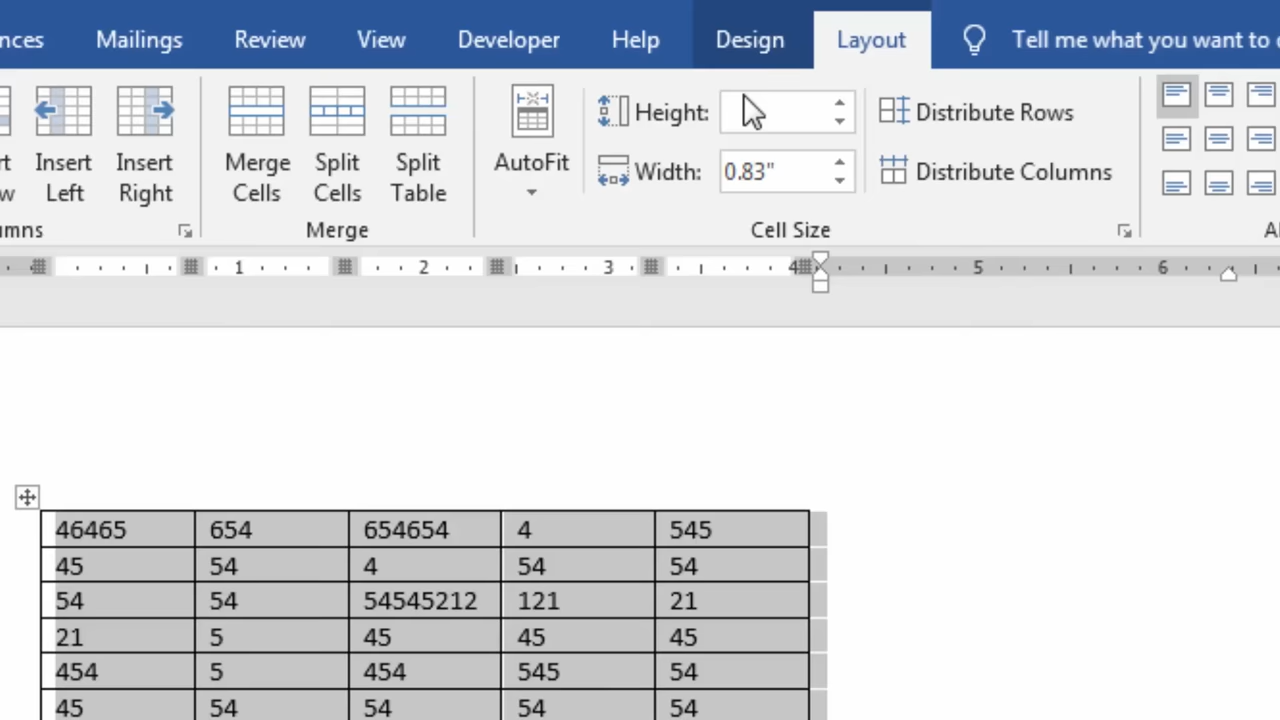 nces Mailings Review View Developer Help Design Layout Tell me what you want to
Height:
Distribute Rows
Insert Left
Insert Right
Merge Cells
Split Cells
Split Table
AutoFit
Width: 0.83"
Distribute Columns
mns Merge Cell Size
1 2 3 4 5 6
46465 654 654654 4 545
45 54 4 54 54
54 54 54545212 121 21
21 5 45 45 45
454 5 454 545 54
45 54 54 54 54